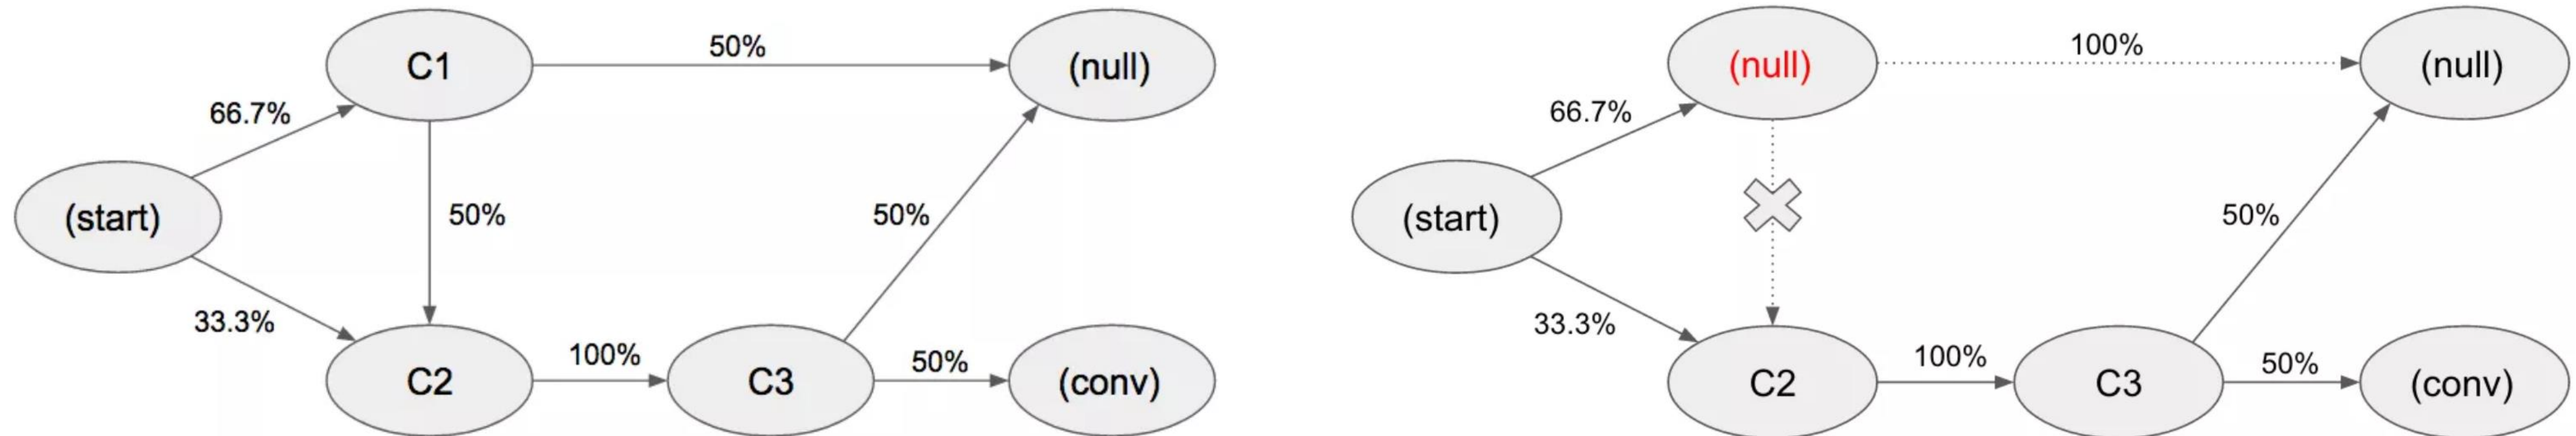 C1
50%
(null)
66.7%
(start)
50%
50%
33.3%
C2
100%
C3
50%
(conv)
(null)
100%
(null)
66.7%
(start)
50%
33.3%
C2
100%
C3
50%
(conv)